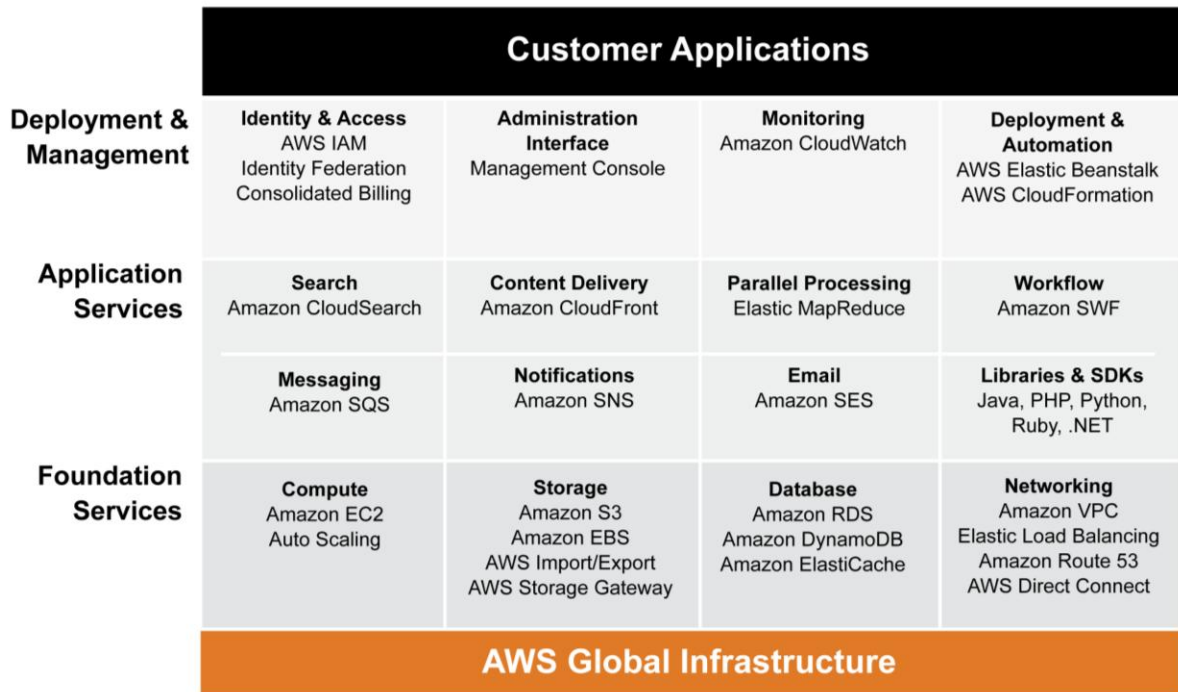 Customer Applications
Deployment &
Management
Identity & Access
AWS IAM
Identity Federation
Consolidated Billing
Administration
Interface
Management Console
Monitoring
Amazon CloudWatch
Deployment &
Automation
AWS Elastic Beanstalk
AWS CloudFormation
Application
Services
Search
Amazon CloudSearch
Content Delivery
Amazon CloudFront
Parallel Processing
Elastic MapReduce
Workflow
Amazon SWF
Messaging
Amazon SQS
Notifications
Amazon SNS
Email
Amazon SES
Libraries & SDKs
Java, PHP, Python,
Ruby, .NET
Foundation
Services
Compute
Amazon EC2
Auto Scaling
Storage
Amazon S3
Amazon EBS
AWS Import/Export
AWS Storage Gateway
Database
Amazon RDS
Amazon DynamoDB
Amazon ElastiCache
Networking
Amazon VPC
Elastic Load Balancing
Amazon Route 53
AWS Direct Connect
AWS Global Infrastructure